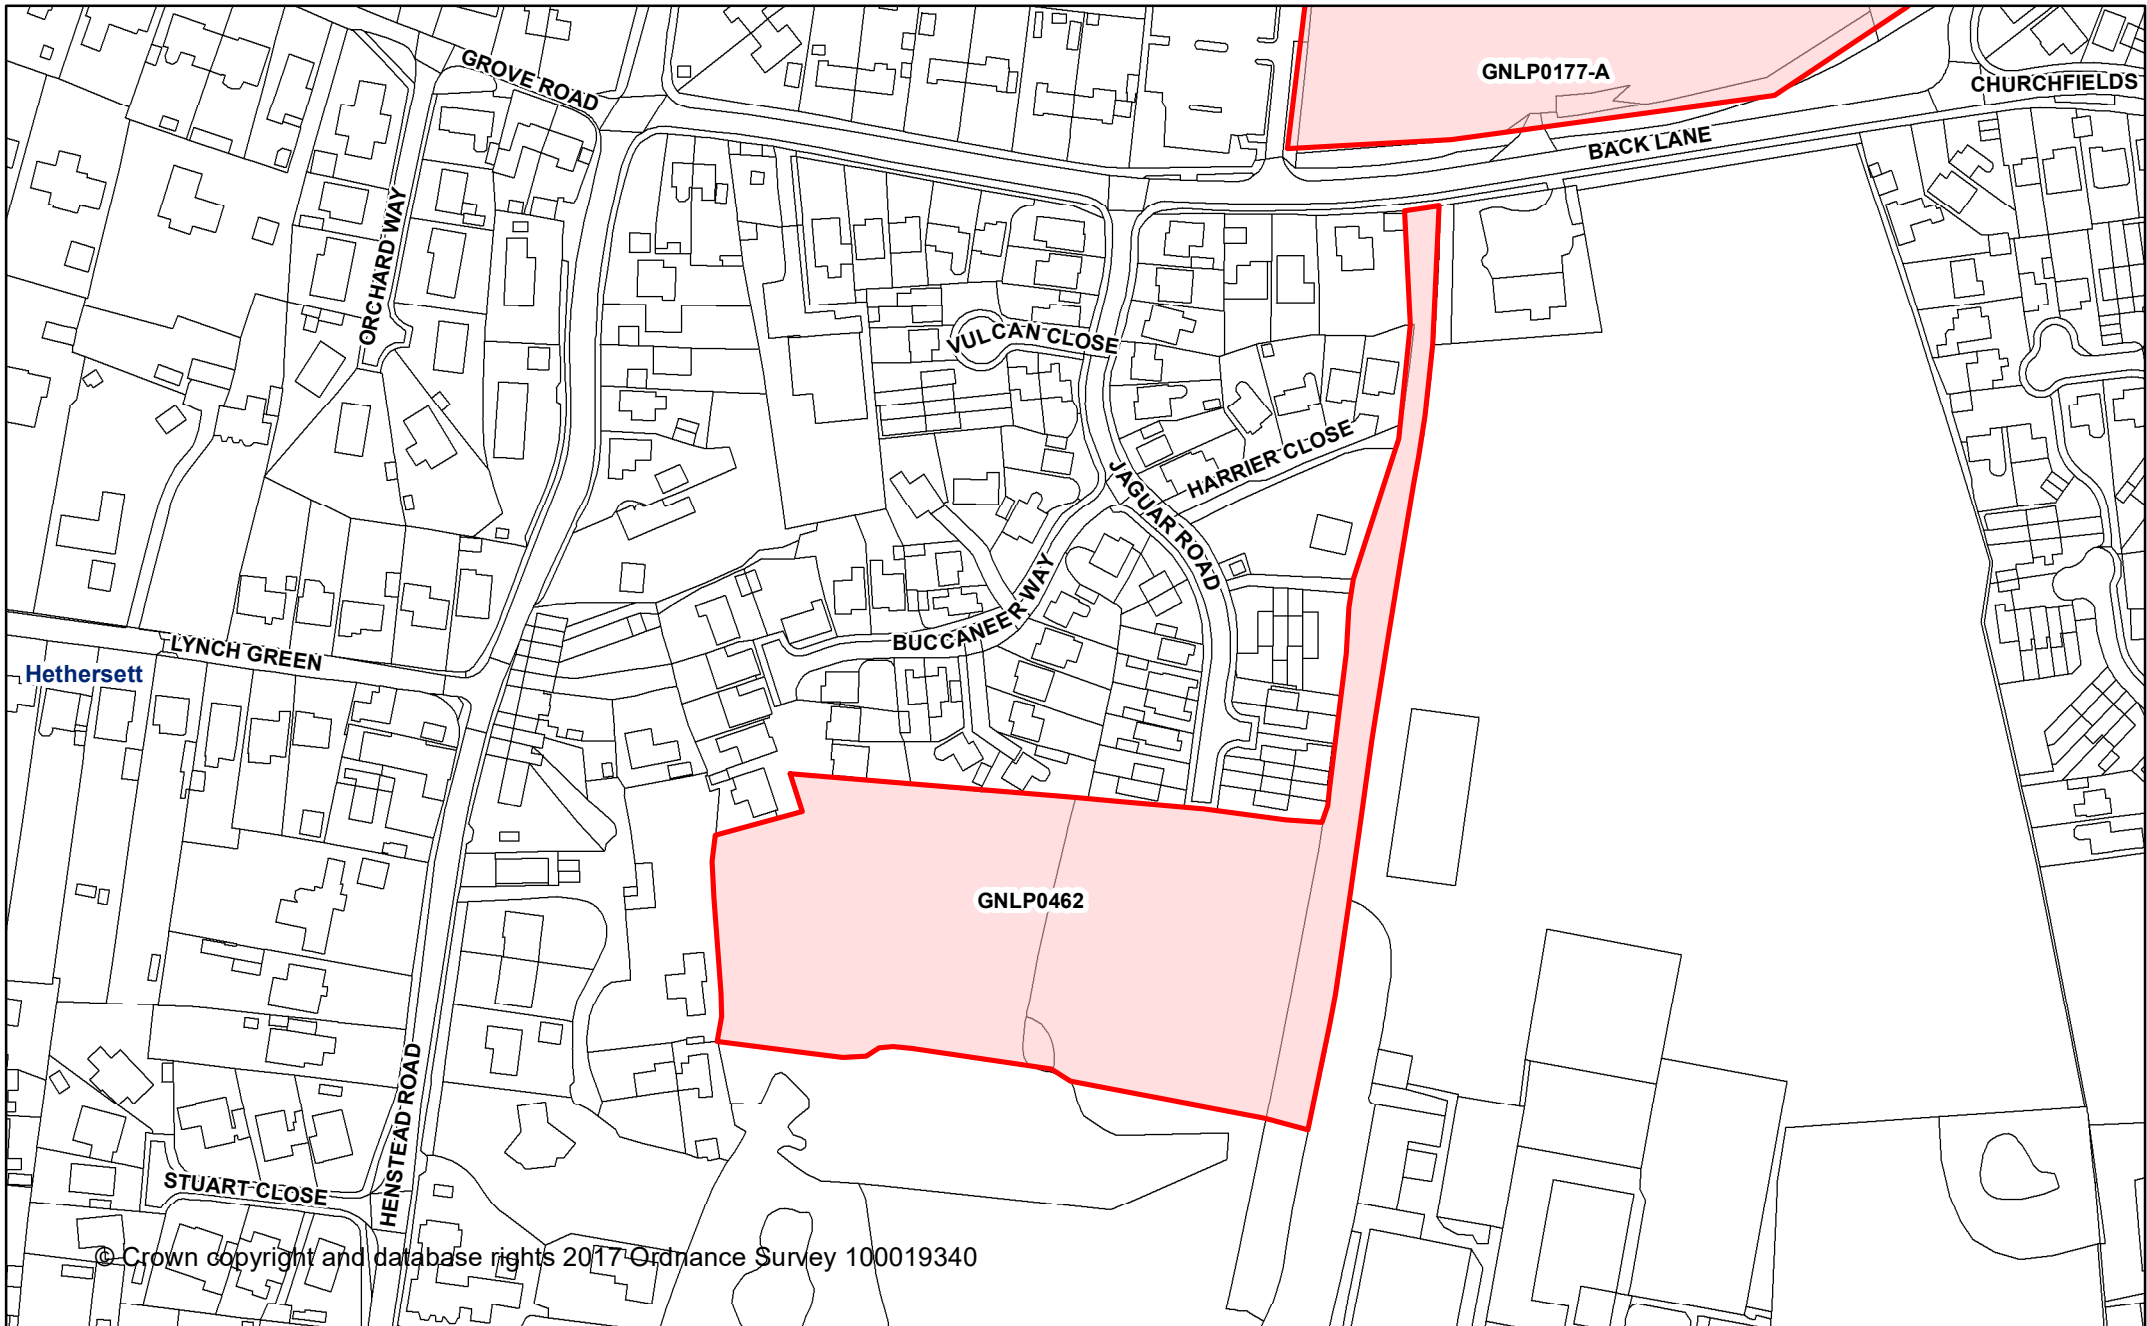 GROVE ROAD
GNLP0177-A
CHURCHFIELDS
BACK LANE
ORCHARD WAY
VULCAN CLOSE
HARRIER CLOSE
JAGUAR ROAD
BUCCANEER WAY
LYNCH GREEN
Hethersett
GNLP0462
HENSTEAD ROAD
STUART CLOSE
© Crown copyright and database rights 2017 Ordnance Survey 100019340